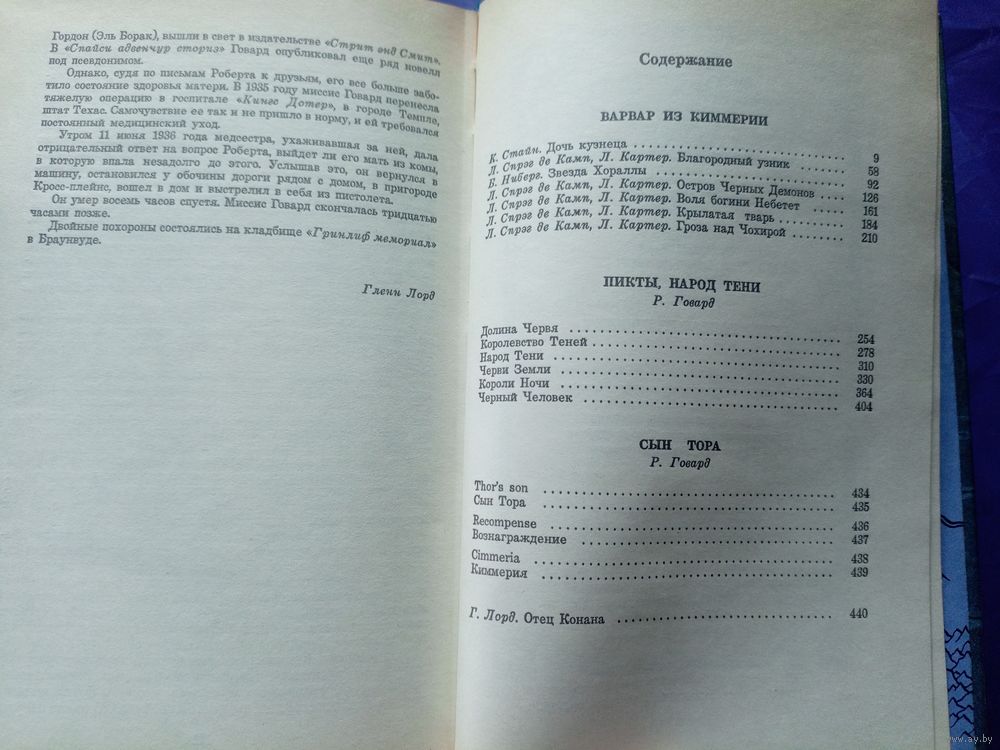 Гордон (Эль Борак), вышли в свет в издательстве «Стрит энд Смит».
В «Спайси адвенчур сториз» Говард опубликовал еще ряд новелл
под псевдонимом.
Однако, судя по письмам Роберта к друзьям, его все больше забо-
тило состояние здоровья матери. В 1935 году миссис Говард перенесла
тяжелую операцию в госпитале «Кингс Дотер», в городе Темпле,
штат Техас. Самочувствие ее так и не пришло в норму, и ей требовался
постоянный медицинский уход.
Утром 11 июня 1936 года медсестра, ухаживавшая за ней, дала
отрицательный ответ на вопрос Роберта, выйдет ли его мать из комы,
в которую впала незадолго до этого. Услышав это, он вернулся в
машину, остановился у обочины дороги рядом с домом, в пригороде
Кросс-плейнс, вошел в дом и выстрелил в себя из пистолета.
Он умер восемь часов спустя. Миссис Говард скончалась тридцатью
часами позже.
Двойные похороны состоялись на кладбище «Гринлиф мемориал»
в Браунвуде.
Гленн Лорд
Содержание
ВАРВАР ИЗ КИММЕРИИ
К. Стайн. Дочь кузнеца 9
Л. Спрэг де Камп, Л. Картер. Благородный узник 58
Б. Ниберг. Звезда Хораллы 92
Л. Спрэг де Камп, Л. Картер. Остров Черных Демонов 126
Л. Спрэг де Камп, Л. Картер. Воля богини Небетет 161
Л. Спрэг де Камп, Л. Картер. Крылатая тварь 184
Л. Спрэг де Камп, Л. Картер. Гроза над Чохирой 210
ПИКТЫ, НАРОД ТЕНИ
Р. Говард
Долина Червя 254
Королевство Теней 278
Народ Тени 310
Черви Земли 330
Короли Ночи 364
Черный Человек 404
СЫН ТОРА
Р. Говард
Thor's son 434
Сын Тора 435
Recompense 436
Вознаграждение 437
Cimmeria 438
Киммерия 439
Г. Лорд. Отец Конана 440
www.ay.by